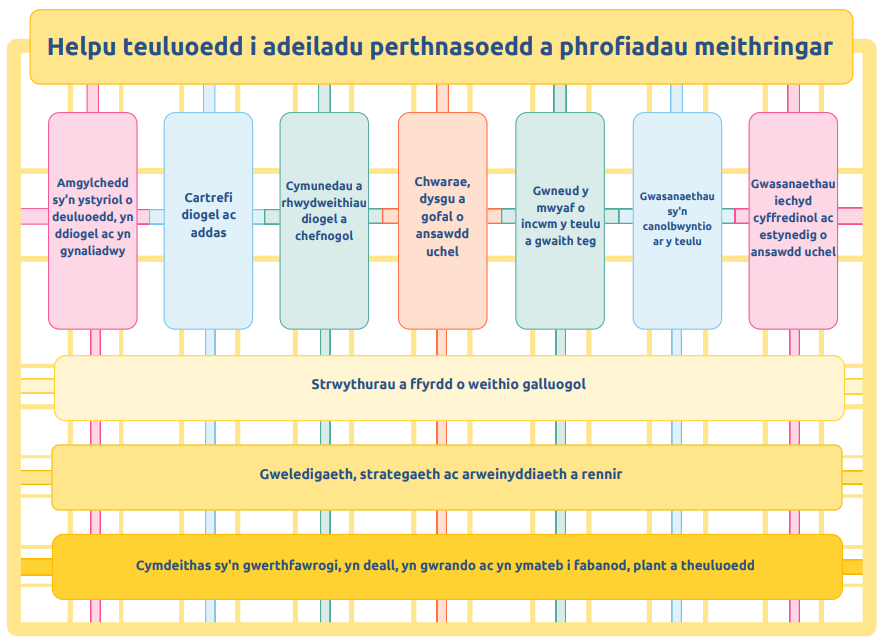 Helpu teuluoedd i adeiladu perthnasoedd a phrofiadau meithringar
Amgylchedd
sy'n ystyriol o
deuluoedd, yn
ddiogel ac yn
gynaliadwy
Cartrefi
diogel ac
addas
Cymunedau a
rhwydweithiau
diogel a
chefnogol
Chwarae,
dysgu a
gofal o
ansawdd
uchel
Gwneud y
mwyaf o
incwm y teulu
a gwaith teg
Gwasanaethau
sy'n
canolbwyntio
ar y teulu
Gwasanaethau
iechyd
cyffredinol ac
estynedig o
ansawdd uchel
Strwythurau a ffyrdd o weithio galluogol
Gweledigaeth, strategaeth ac arweinyddiaeth a rennir
Cymdeithas sy'n gwerthfawrogi, yn deall, yn gwrando ac yn ymateb i fabanod, plant a theuluoedd